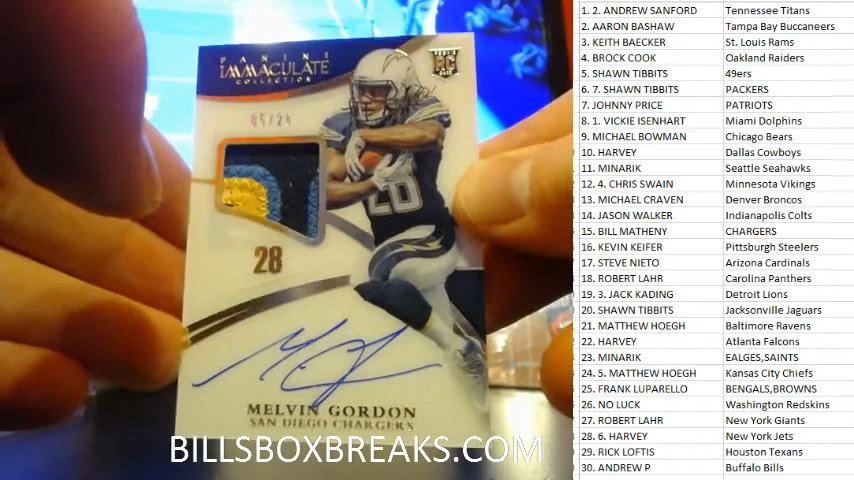 PANINI
IMMACULATE
COLLECTION
RC
28
28
MELVIN GORDON
SAN DIEGO CHARGERS
BILLSBOXBREAKS.COM
1. 2. ANDREW SANFORD Tennessee Titans
2. AARON BASHAW Tampa Bay Buccaneers
3. KEITH BAECKER St. Louis Rams
4. BROCK COOK Oakland Raiders
5. SHAWN TIBBITS 49ers
6. 7. SHAWN TIBBITS PACKERS
7. JOHNNY PRICE PATRIOTS
8. 1. VICKIE ISENHART Miami Dolphins
9. MICHAEL BOWMAN Chicago Bears
10. HARVEY Dallas Cowboys
11. MINARIK Seattle Seahawks
12. 4. CHRIS SWAIN Minnesota Vikings
13. MICHAEL CRAVEN Denver Broncos
14. JASON WALKER Indianapolis Colts
15. BILL MATHENY CHARGERS
16. KEVIN KEIFER Pittsburgh Steelers
17. STEVE NIETO Arizona Cardinals
18. ROBERT LAHR Carolina Panthers
19. 3. JACK KADING Detroit Lions
20. SHAWN TIBBITS Jacksonville Jaguars
21. MATTHEW HOEGH Baltimore Ravens
22. HARVEY Atlanta Falcons
23. MINARIK EALGES,SAINTS
24. 5. MATTHEW HOEGH Kansas City Chiefs
25. FRANK LUPARELLO BENGALS,BROWNS
26. NO LUCK Washington Redskins
27. ROBERT LAHR New York Giants
28. 6. HARVEY New York Jets
29. RICK LOFTIS Houston Texans
30. ANDREW P Buffalo Bills